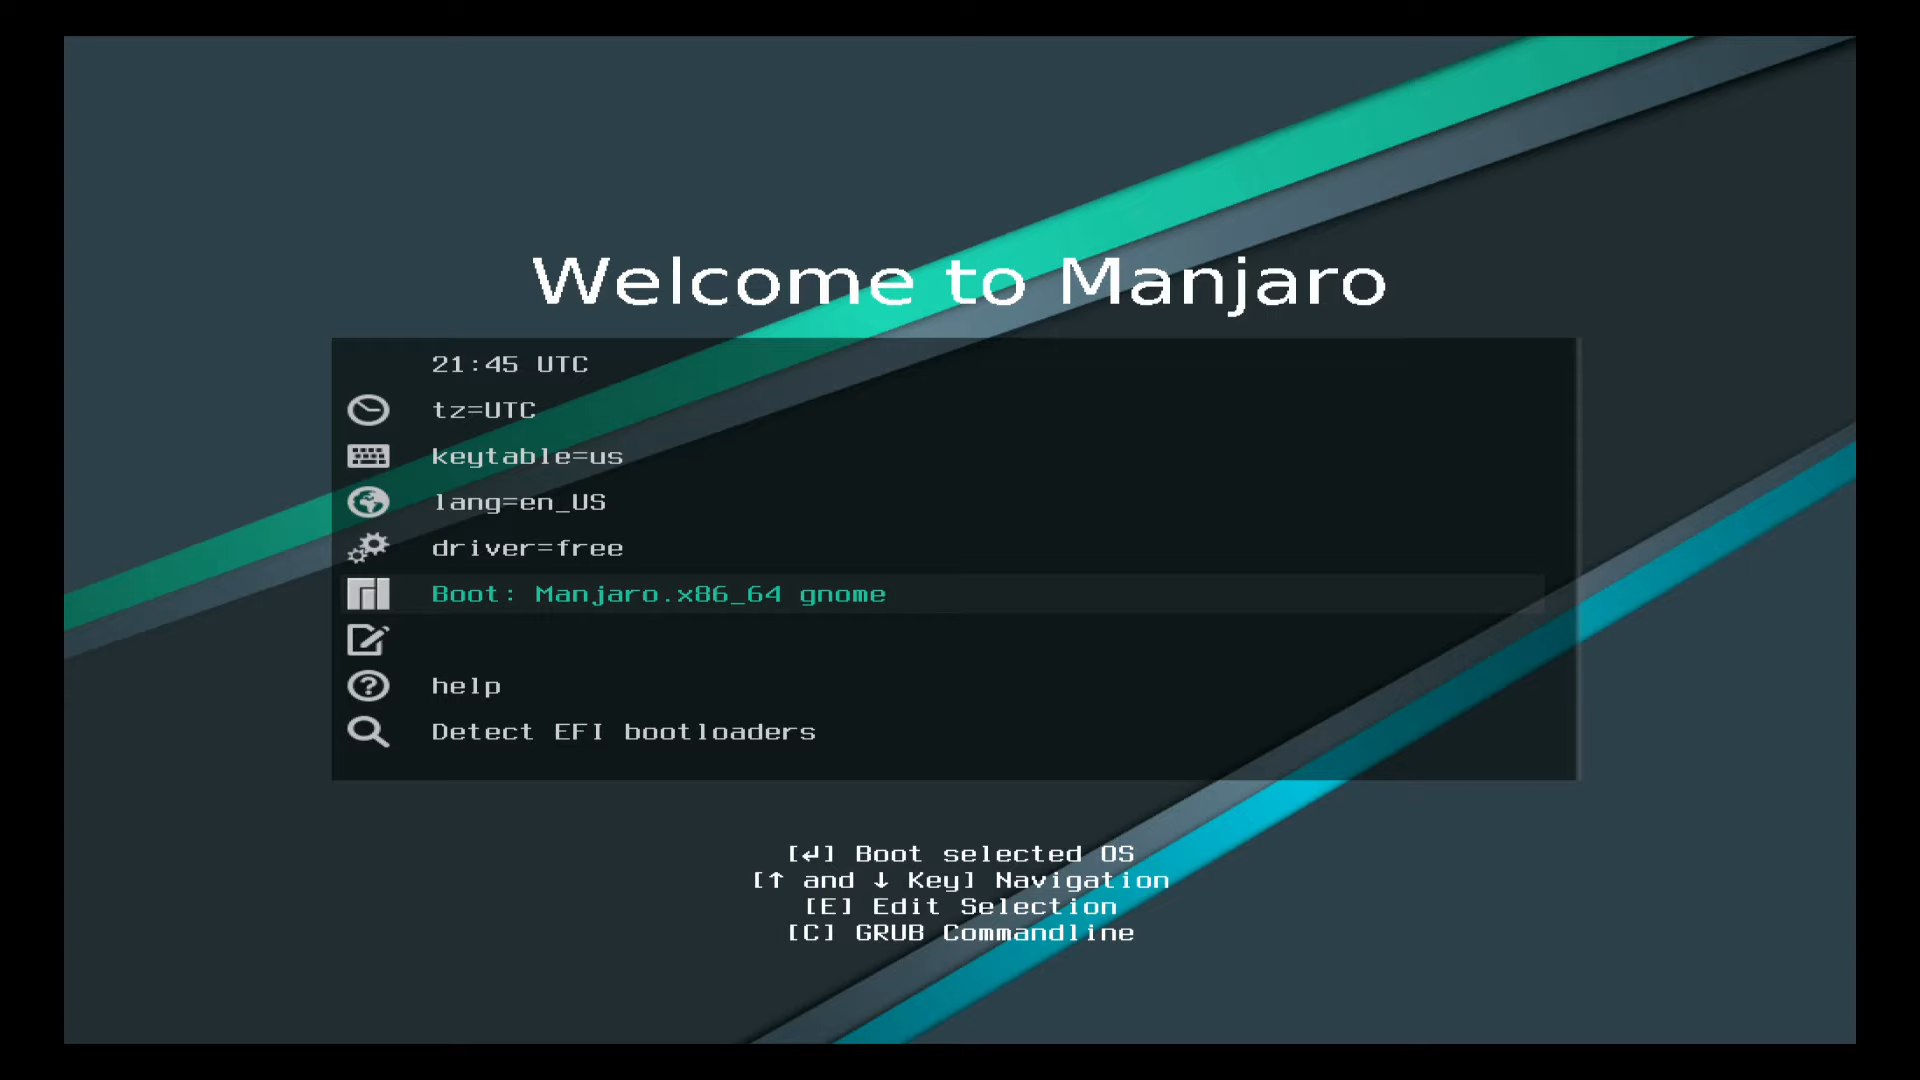 Welcome to Manjaro
21:45 UTC
tz=UTC
keytable=us
lang=en_US
driver=free
Boot: Manjaro.x86_64 gnome
help
Detect EFI bootloaders
[↲] Boot selected OS
[↑ and ↓ Key] Navigation
[E] Edit Selection
[C] GRUB Commandline